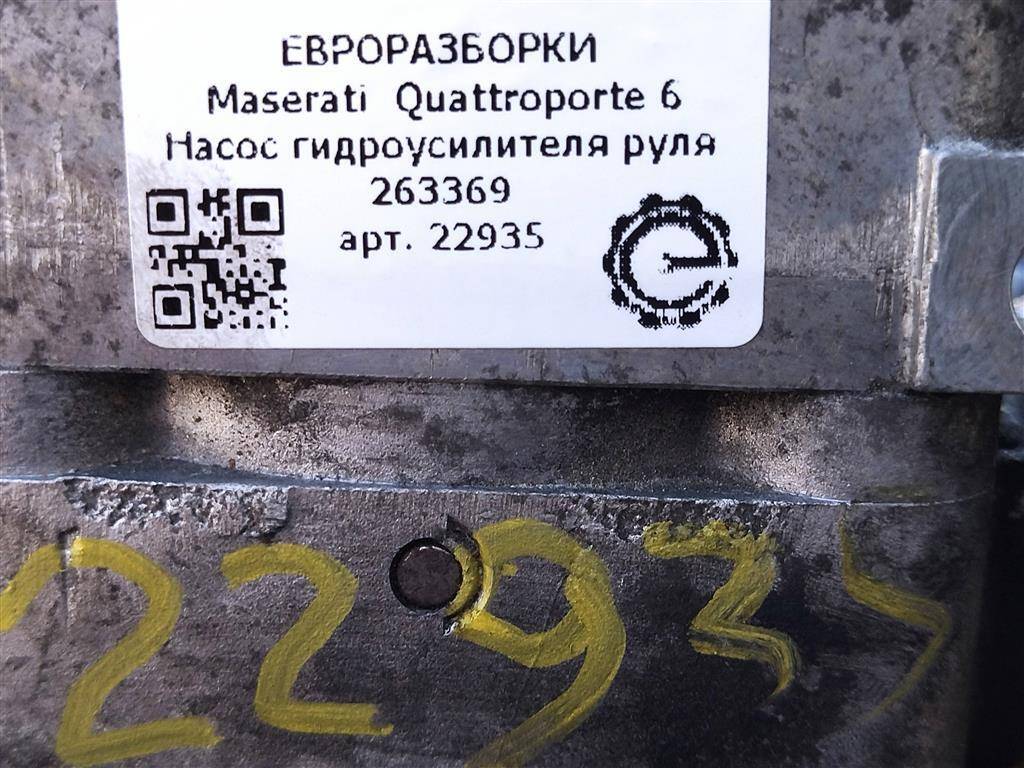 ЕВРОРАЗБОРКИ
Maserati Quattroporte 6
Насос гидроусилителя руля
263369
арт. 22935
22935